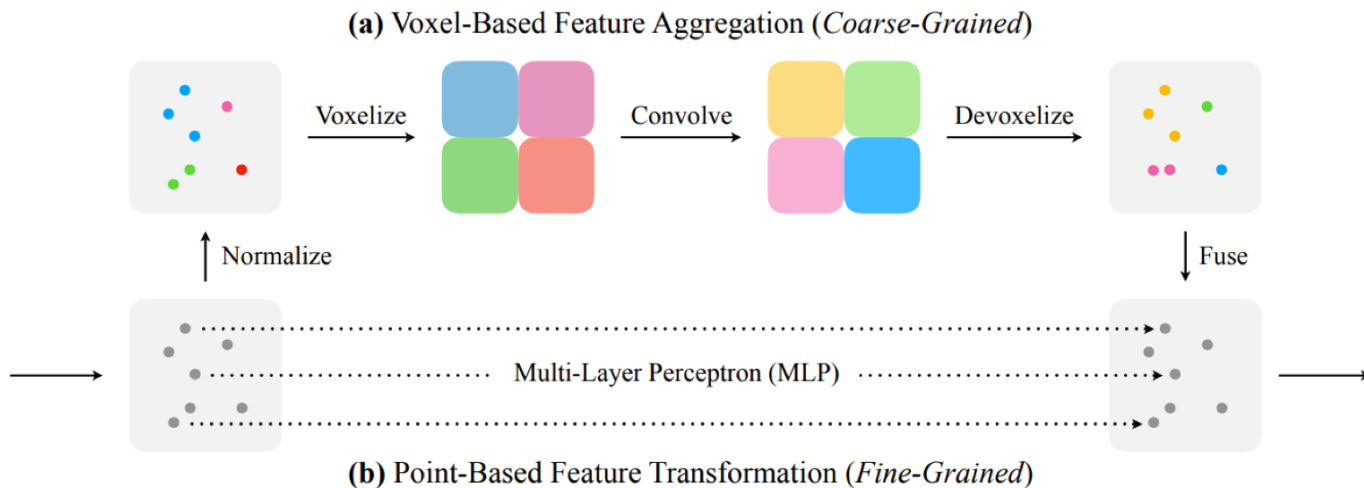 (a) Voxel-Based Feature Aggregation (Coarse-Grained)
Voxelize
Convolve
Devoxelize
Normalize
Fuse
Multi-Layer Perceptron (MLP)
(b) Point-Based Feature Transformation (Fine-Grained)